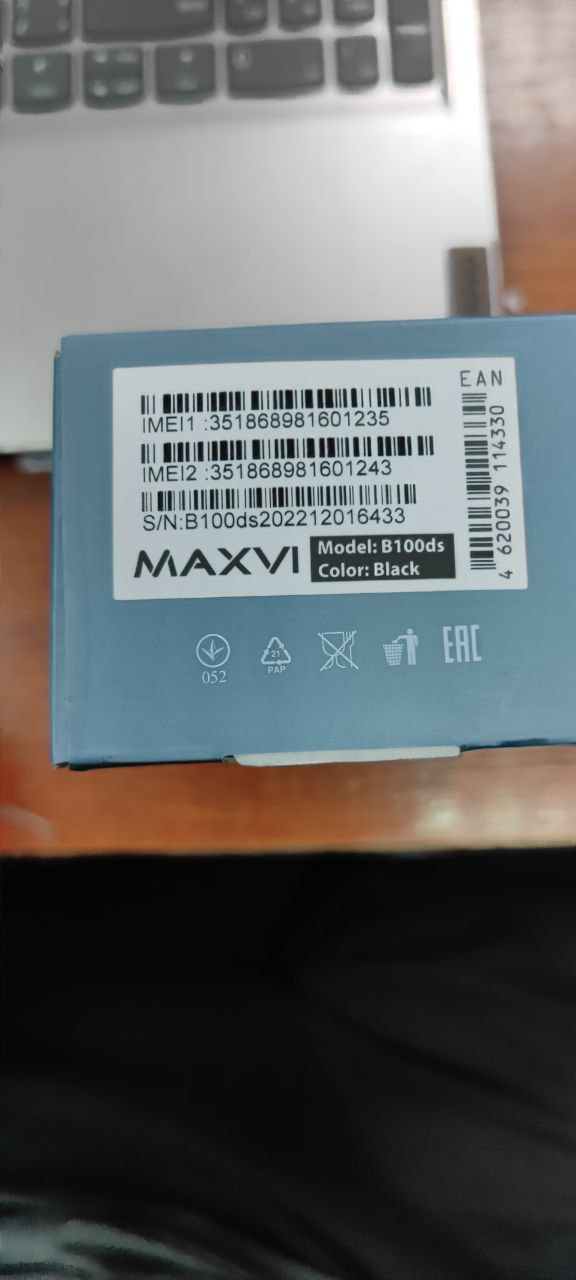 EAN
IMEI1 :351868981601235
IMEI2 :351868981601243
S/N:B100ds202212016433
MAXVI
Model: B100ds
Color: Black
4 620039 114330
052
21
PAP
EAC